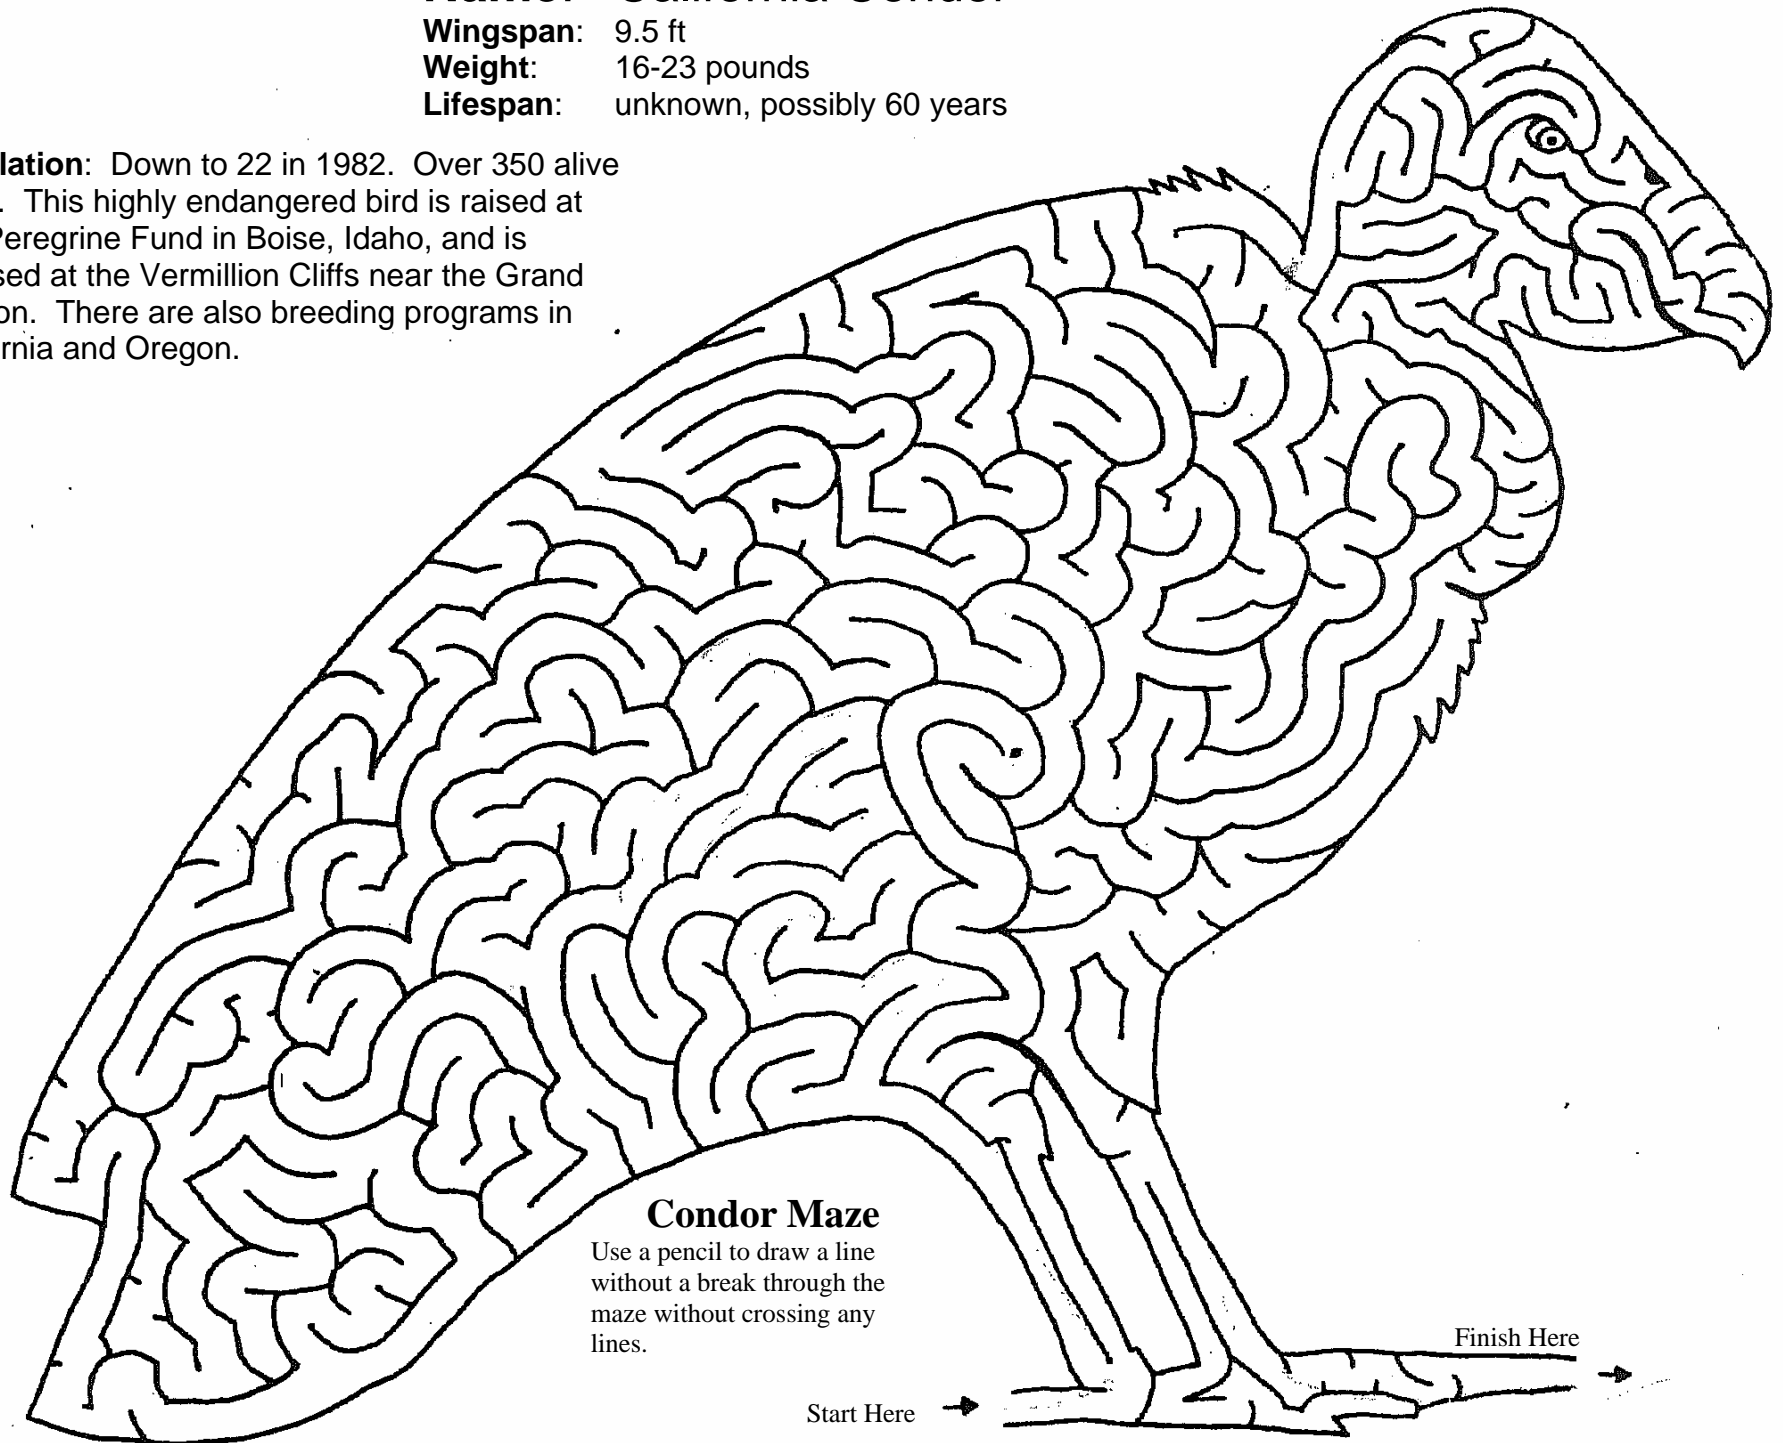 Wingspan: 9.5 ft
Weight: 16-23 pounds
Lifespan: unknown, possibly 60 years
lation: Down to 22 in 1982. Over 350 alive
. This highly endangered bird is raised at
Peregrine Fund in Boise, Idaho, and is
sed at the Vermillion Cliffs near the Grand
on. There are also breeding programs in
rnia and Oregon.
Condor Maze
Use a pencil to draw a line
without a break through the
maze without crossing any
lines.
Finish Here
Start Here